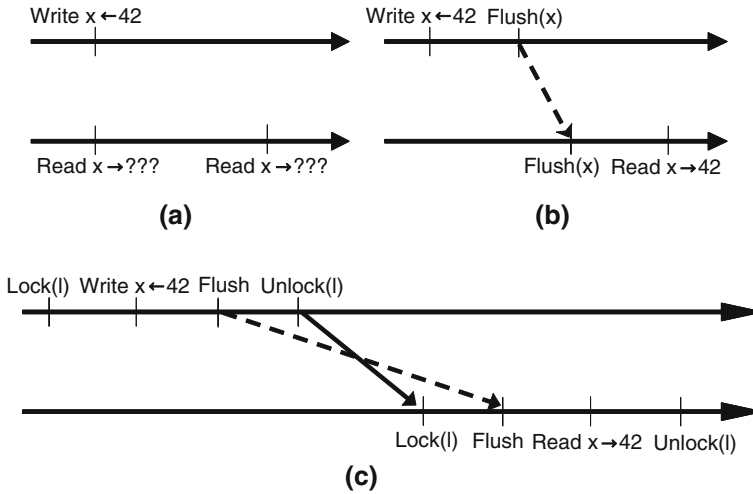 Write x←42
Read x→??? Read x→???
(a)
Write x←42 Flush(x)
Flush(x) Read x→42
(b)
Lock(l) Write x←42 Flush Unlock(l)
Lock(l) Flush Read x→42 Unlock(l)
(c)